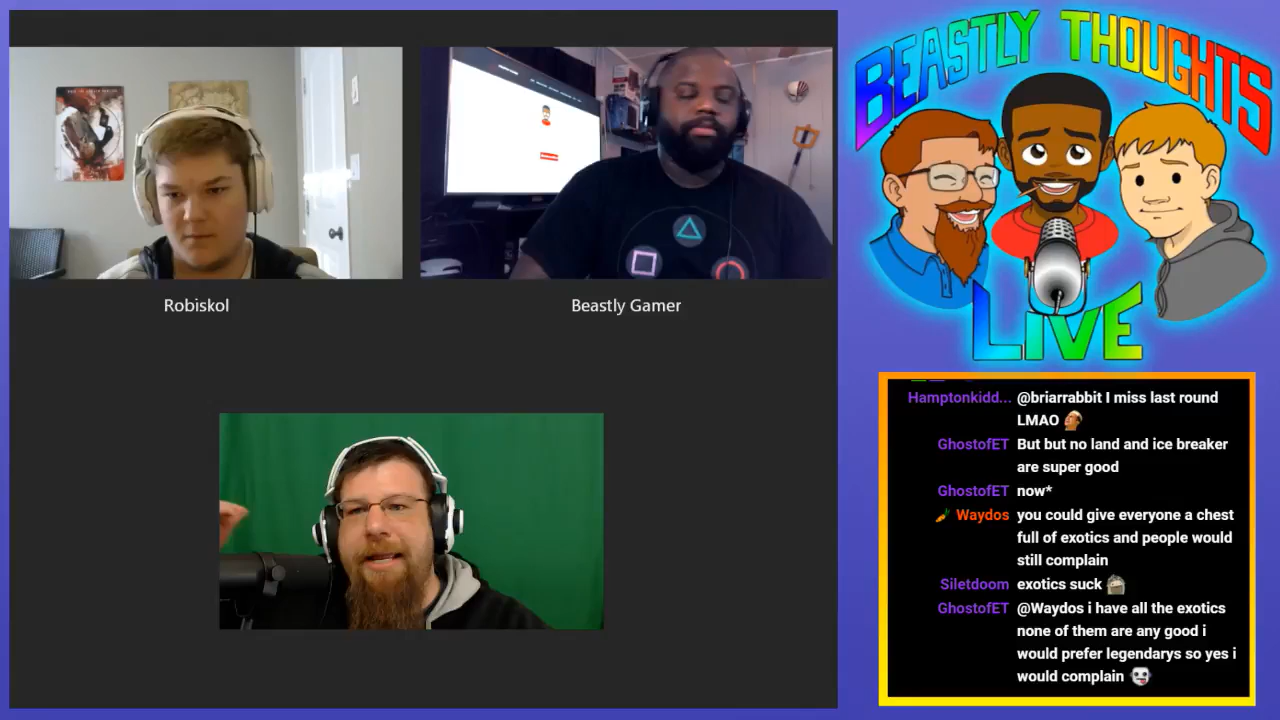 BEASTLY THOUGHTS
LIVE
Robiskol
Beastly Gamer
Hamptonkidd... @briarrabbit I miss last round
LMAO
GhostofET But but no land and ice breaker
are super good
GhostofET now*
Waydos you could give everyone a chest
full of exotics and people would
still complain
Siletdoom exotics suck
GhostofET @Waydos i have all the exotics
none of them are any good i
would prefer legendarys so yes i
would complain